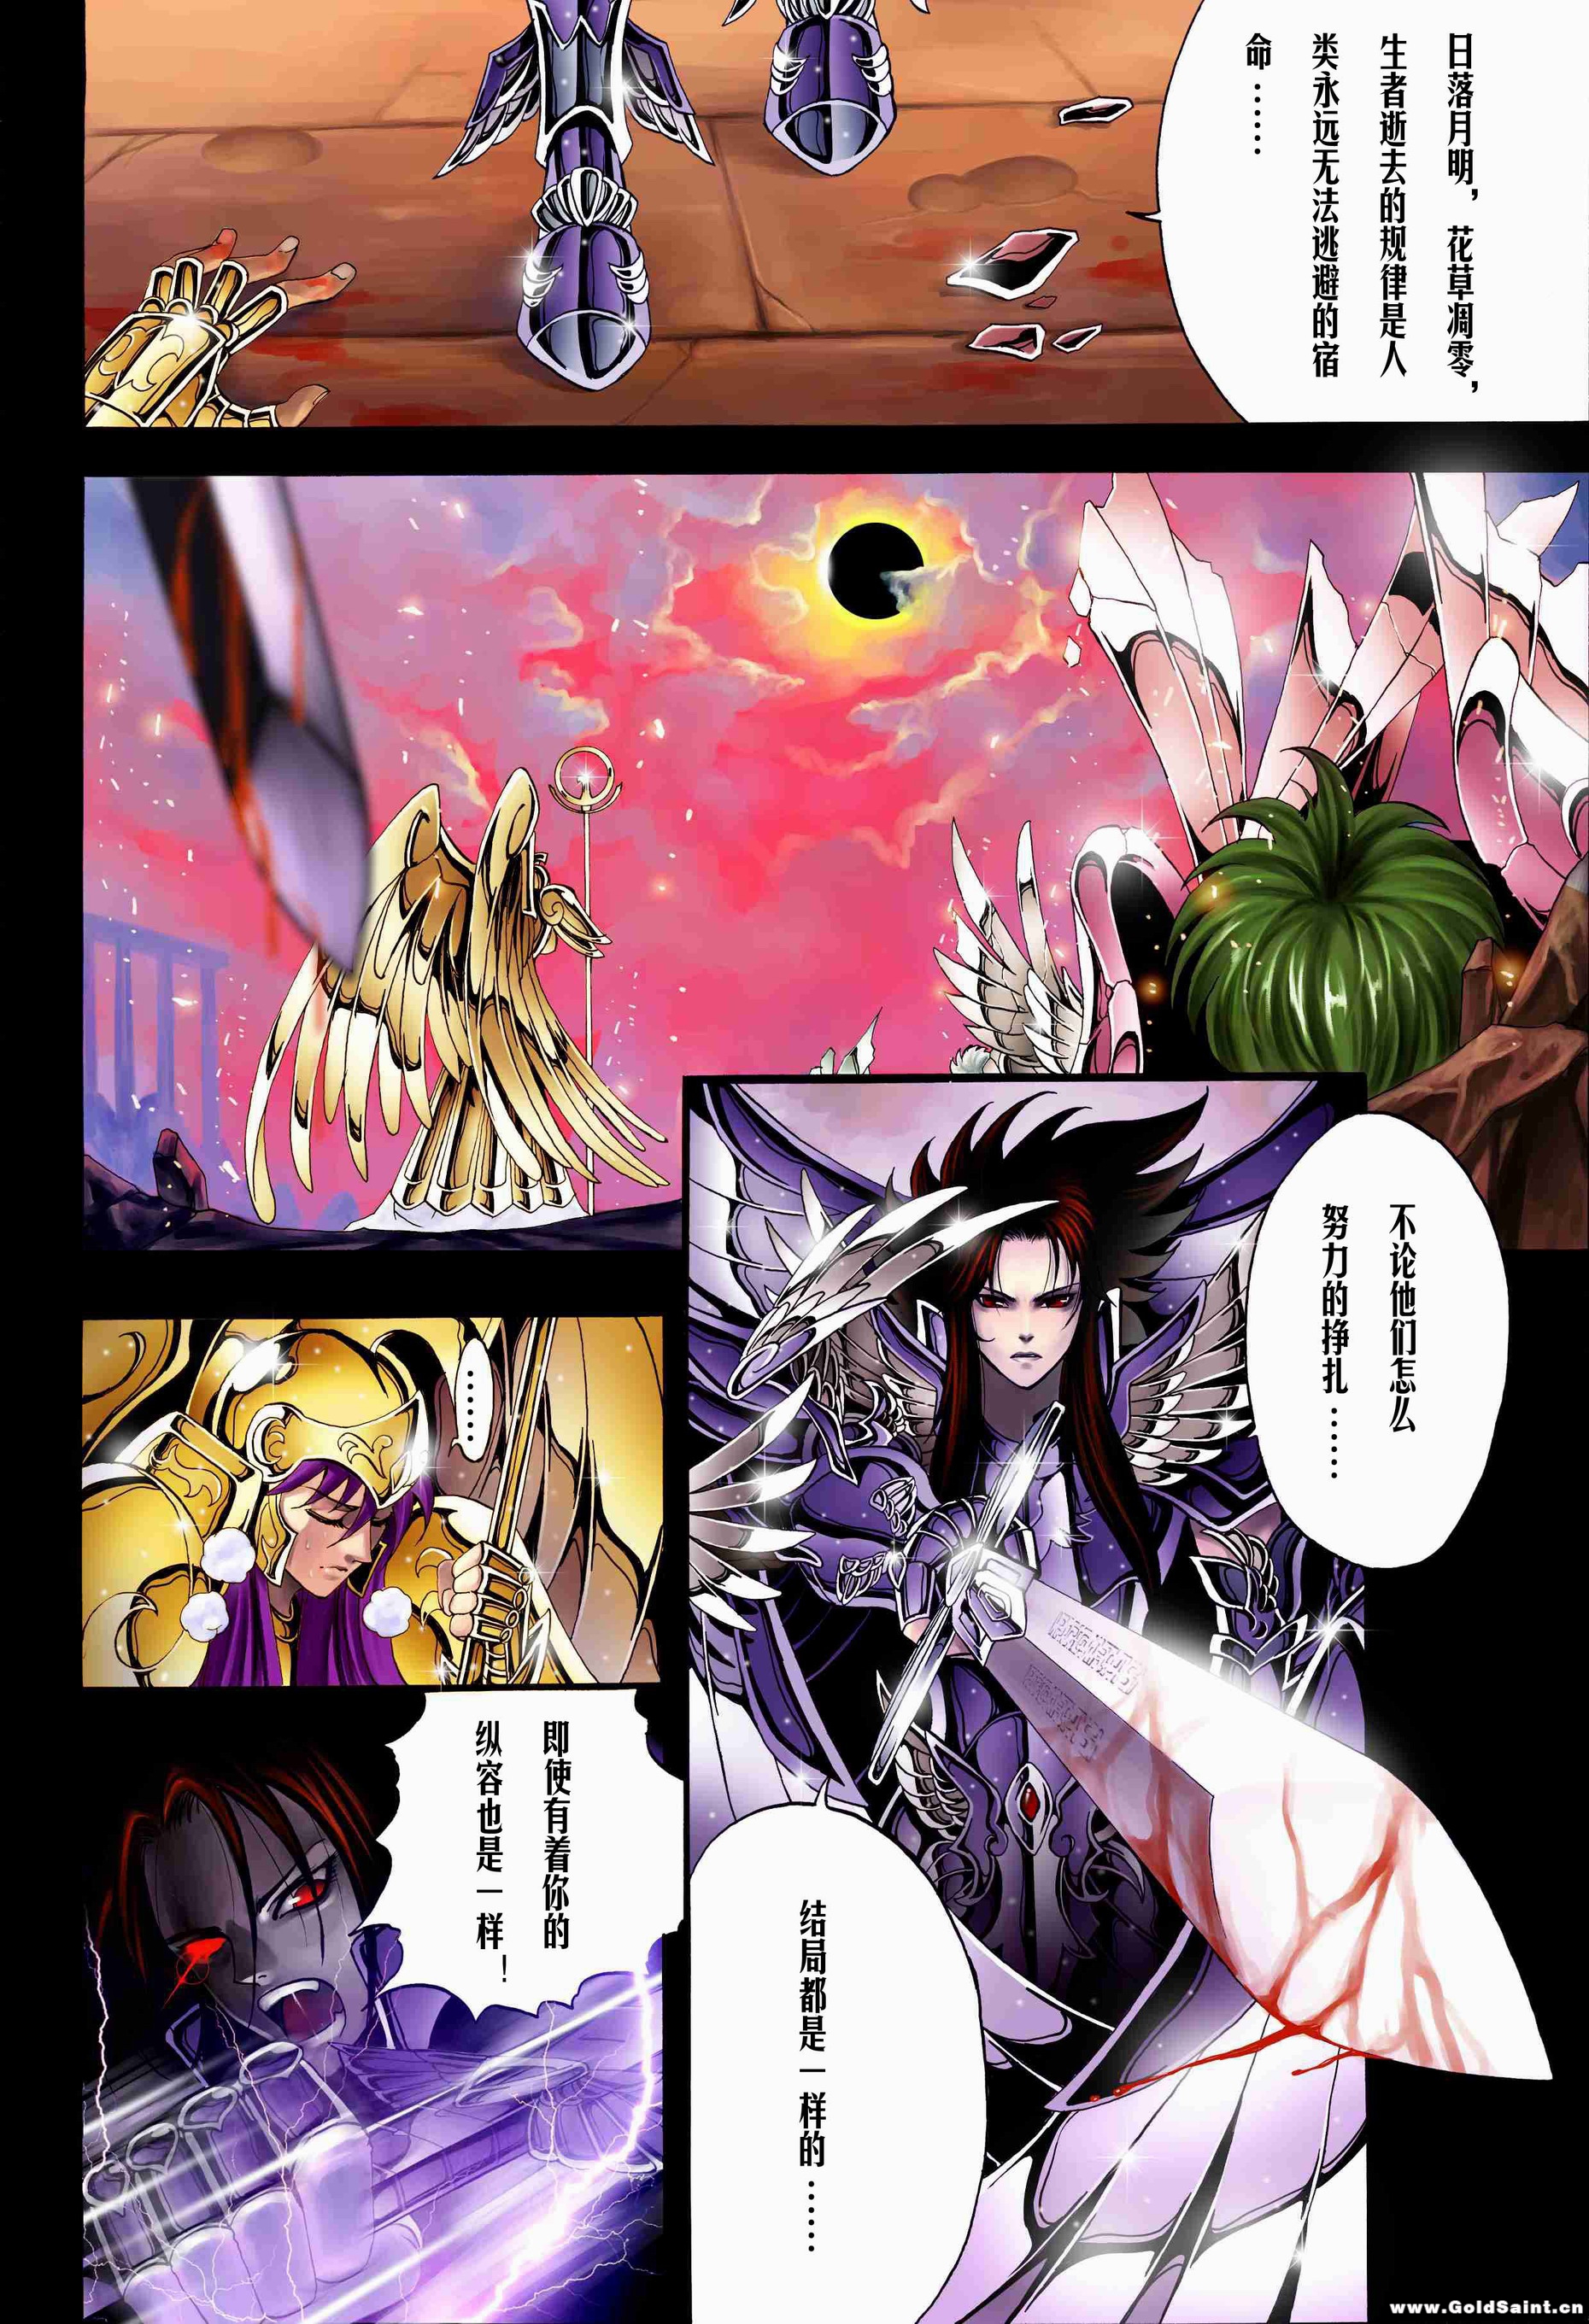 日落月明，花草凋零，
生者逝去的规律是人
类永远无法逃避的宿
命……
不论他们怎么
努力的挣扎……
……
结局都是一样的……
即使有着你的
纵容也是一样！
www.GoldSaint.cn